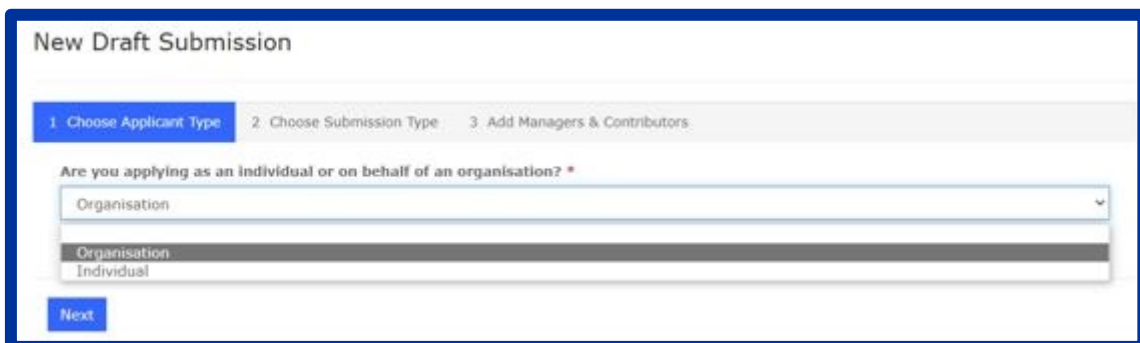 New Draft Submission
1 Choose Applicant Type 2 Choose Submission Type 3 Add Managers & Contributors
Are you applying as an individual or on behalf of an organisation? *
Organisation
Organisation
Individual
Next